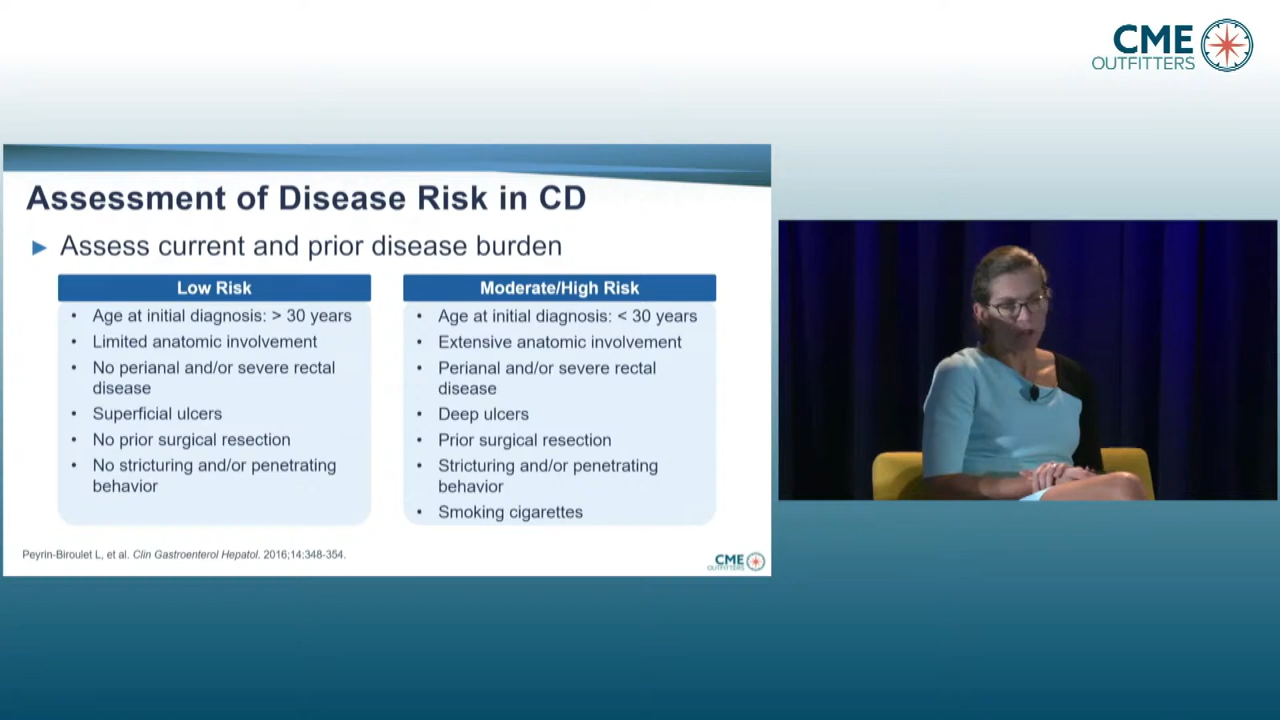 CME
OUTFITTERS
Assessment of Disease Risk in CD
► Assess current and prior disease burden
Low Risk
• Age at initial diagnosis: > 30 years
• Limited anatomic involvement
• No perianal and/or severe rectal
disease
• Superficial ulcers
• No prior surgical resection
• No stricturing and/or penetrating
behavior
Moderate/High Risk
• Age at initial diagnosis: < 30 years
• Extensive anatomic involvement
• Perianal and/or severe rectal
disease
• Deep ulcers
• Prior surgical resection
• Stricturing and/or penetrating
behavior
• Smoking cigarettes
Peyrin-Biroulet L, et al. Clin Gastroenterol Hepatol. 2016;14:348-354.
CME
OUTFITTERS